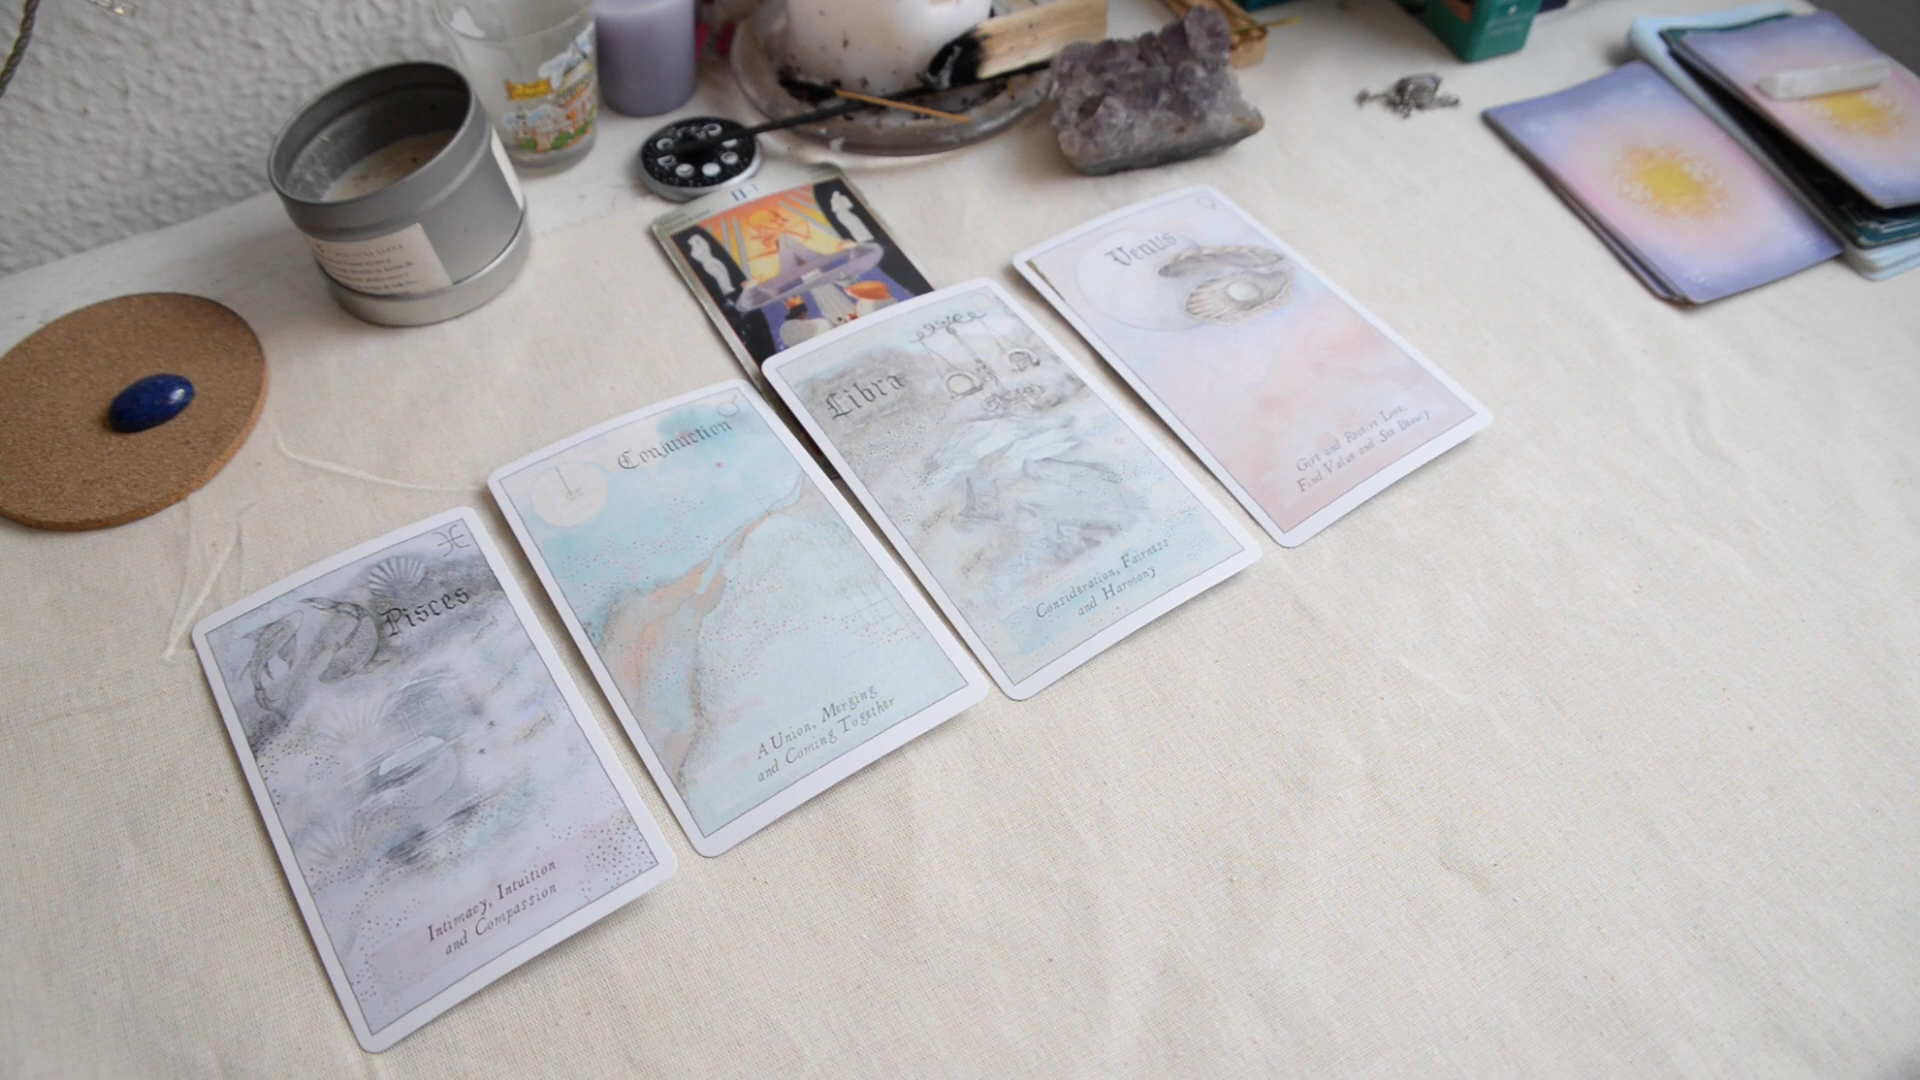 Pisces
Intimacy, Intuition
and Compassion
Conjunction
A Union, Merging
and Coming Together
Libra
Consideration, Fairness
and Harmony
Venus
Give and Receive Love,
Find Value and See Beauty